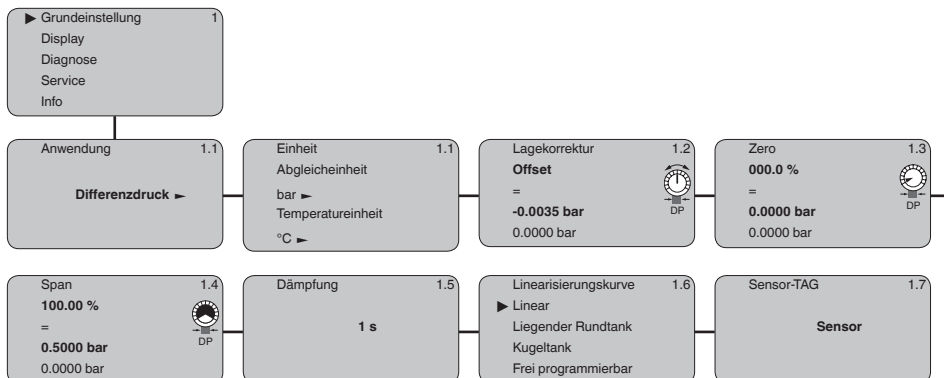 ▶ Grundeinstellung 1
Display
Diagnose
Service
Info
Anwendung 1.1
Differenzdruck ►
Einheit 1.1
Abgleicheinheit
bar ►
Temperatureinheit
°C ►
Lagekorrektur 1.2
Offset
=
-0.0035 bar
0.0000 bar
DP
Zero 1.3
000.0 %
=
0.0000 bar
0.0000 bar
DP
Span 1.4
100.00 %
=
0.5000 bar
0.0000 bar
DP
Dämpfung 1.5
1 s
Linearisierungskurve 1.6
▶ Linear
Liegender Rundtank
Kugeltank
Frei programmierbar
Sensor-TAG 1.7
Sensor